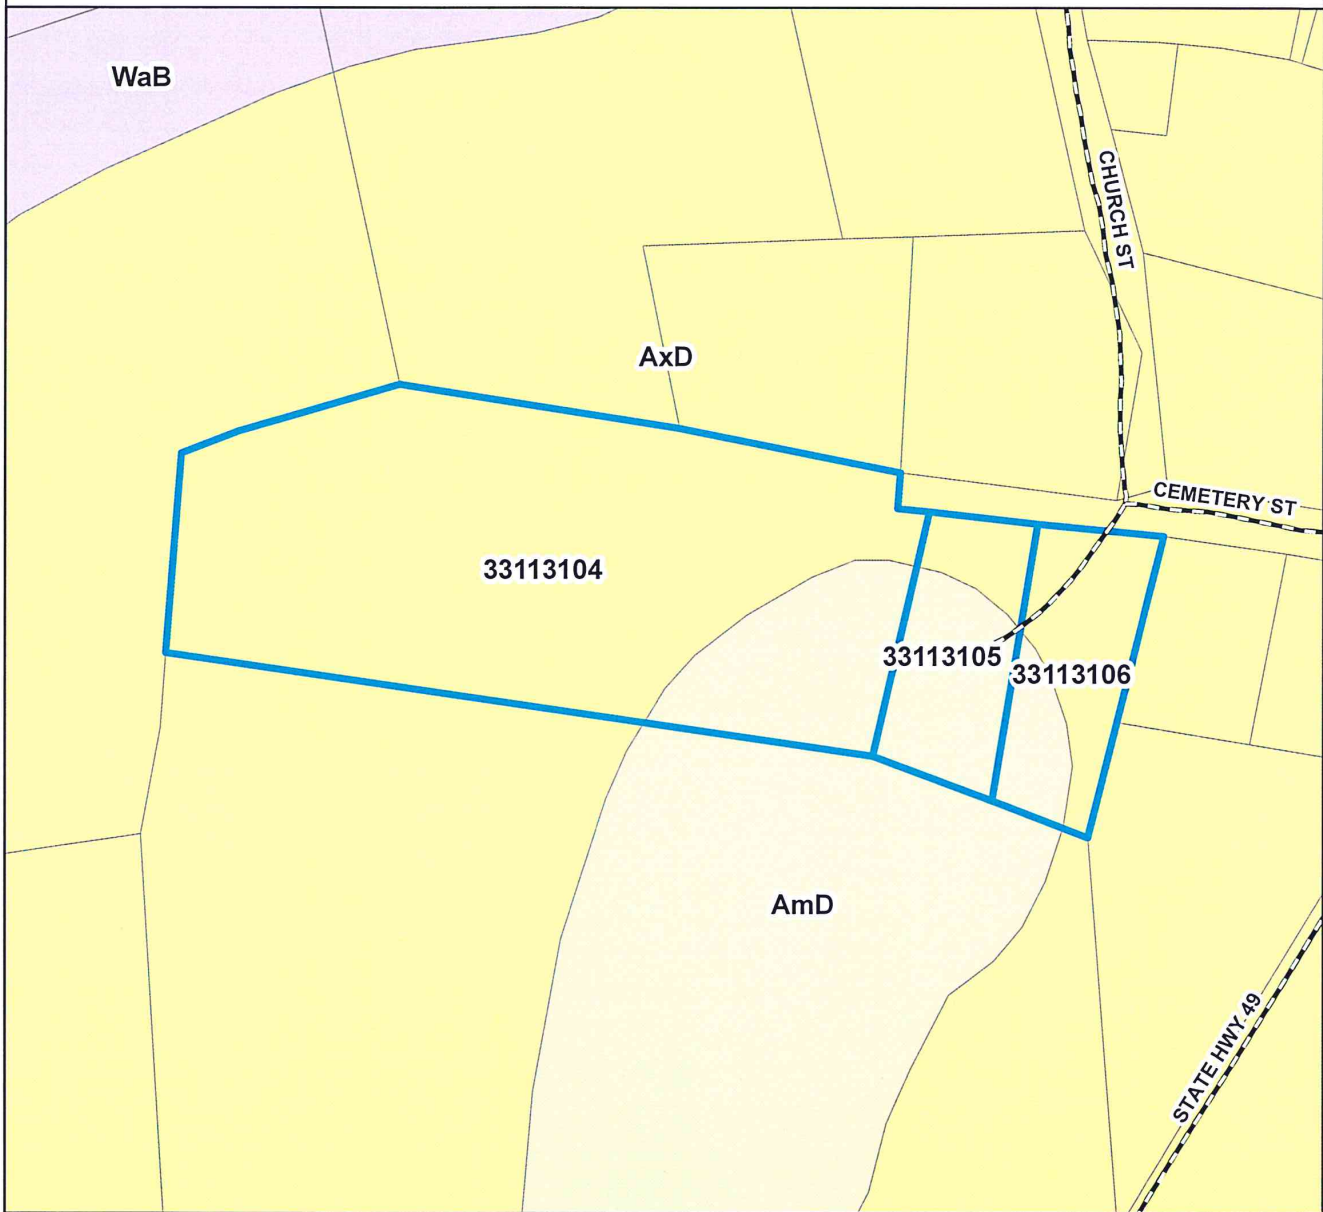 WaB
CHURCH ST
AxD
CEMETERY ST
33113104
33113105
33113106
AmD
STATE HWY 49